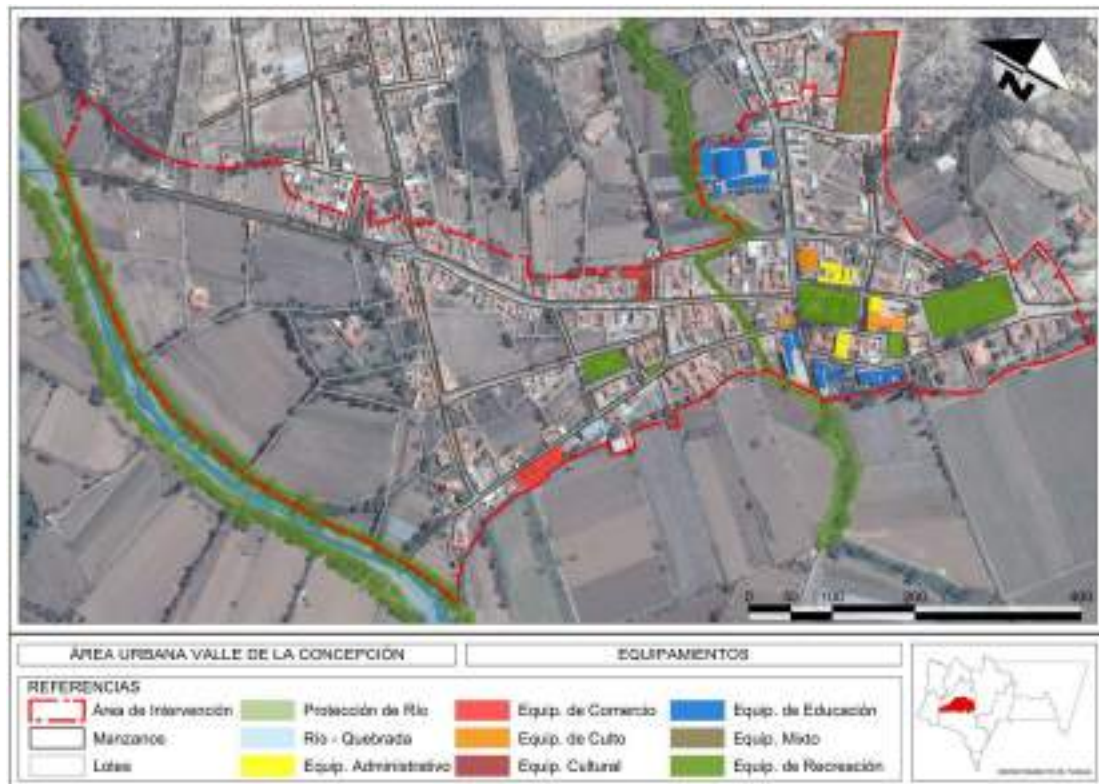 N
0 50 100 200 400
ÁREA URBANA VALLE DE LA CONCEPCIÓN
EQUIPAMIENTOS
REFERENCIAS
Área de Intervención
Protección de Río
Equip. de Comercio
Equip. de Educación
Manzanos
Río - Quebrada
Equip. de Culto
Equip. Mixto
Lotes
Equip. Administrativo
Equip. Cultural
Equip. de Recreación